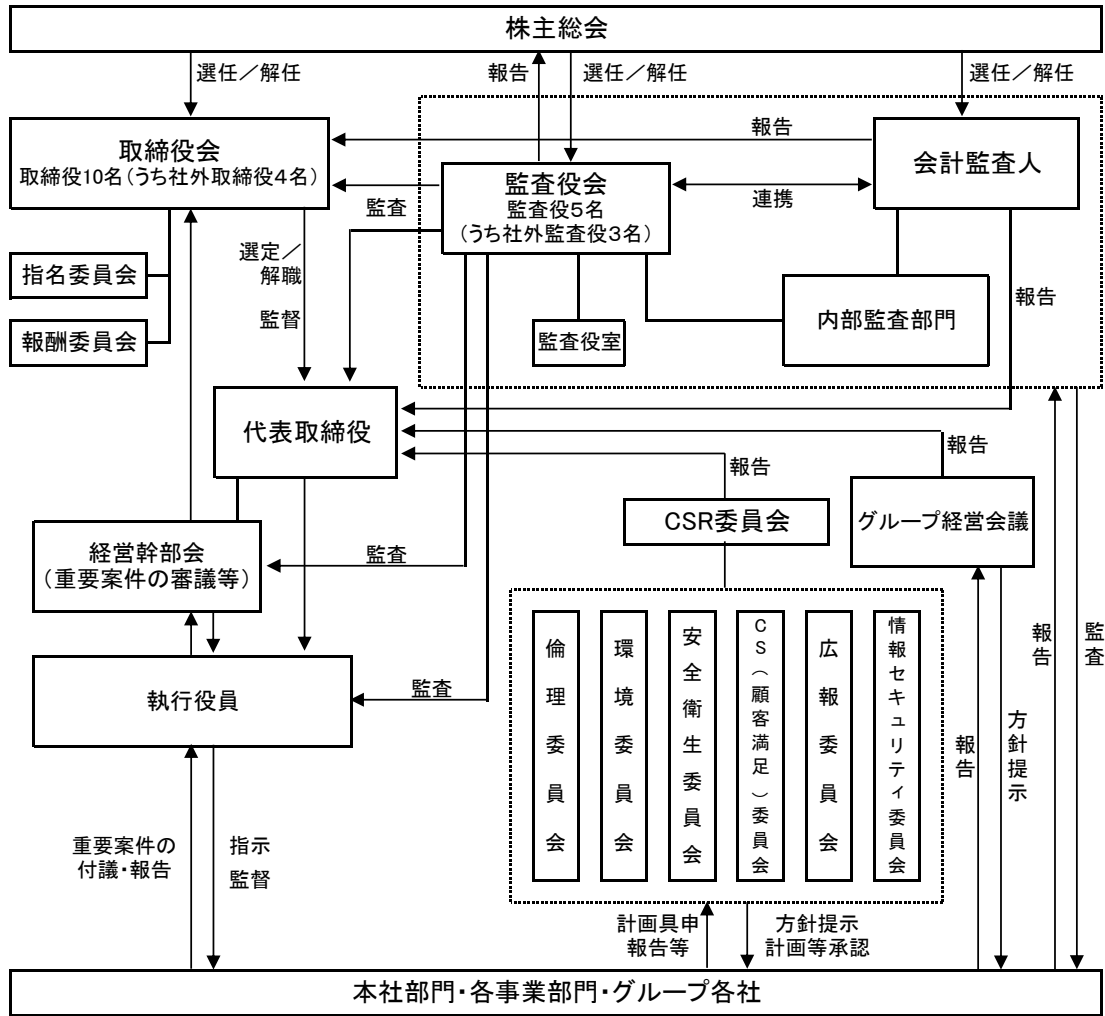 株主総会
選任／解任
報告
選任／解任
選任／解任
取締役会
取締役10名(うち社外取締役4名)
報告
会計監査人
監査役会
監査役5名
(うち社外監査役3名)
連携
監査
選定／
解職
監督
指名委員会
報酬委員会
監査役室
内部監査部門
報告
代表取締役
報告
報告
CSR委員会
グループ経営会議
経営幹部会
(重要案件の審議等)
監査
執行役員
監査
倫理委員会
環境委員会
安全衛生委員会
CS(顧客満足)委員会
広報委員会
情報セキュリティ委員会
報告
方針提示
報告
監査
重要案件の
付議・報告
指示
監督
計画具申
報告等
方針提示
計画等承認
本社部門・各事業部門・グループ各社